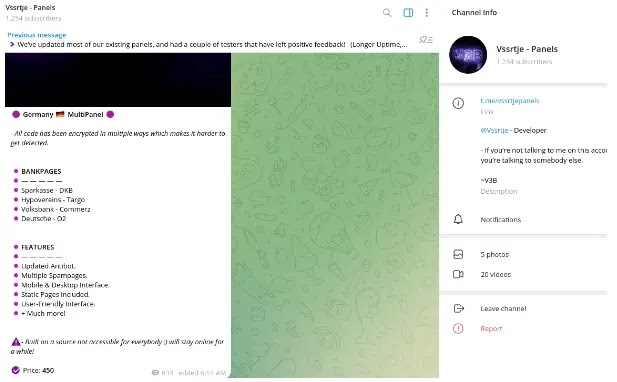 Vssrtje - Panels
1 254 subscribers
Previous message
We've updated most of our existing panels, and had a couple of testers that have left positive feedback! (Longer Uptime,...
Germany 🇩🇪 MultiPanel
All code has been encrypted in multiple ways which makes it harder to
get detected.
BANKPAGES
— — — — —
Sparkasse - DKB
Hypovereins - Targo
Volksbank - Commerz
Deutsche - O2
FEATURES
— — — — —
Updated Antibot.
Multiple Spampages.
Mobile & Desktop Interface.
Static Pages Included.
User-Friendly Interface.
+ Much more!
- Built on a source not accessible for everybody :) will stay online for
a while!
Price: 450
edited 6:51 AM
Channel Info
V3B
Vssrtje - Panels
1 254 subscribers
t.me/vssrtjepanels
Link
@Vssrtje - Developer
- If you're not talking to me on this accou
you're talking to somebody else.
~V3B
Description
Notifications
5 photos
20 videos
Leave channel
Report